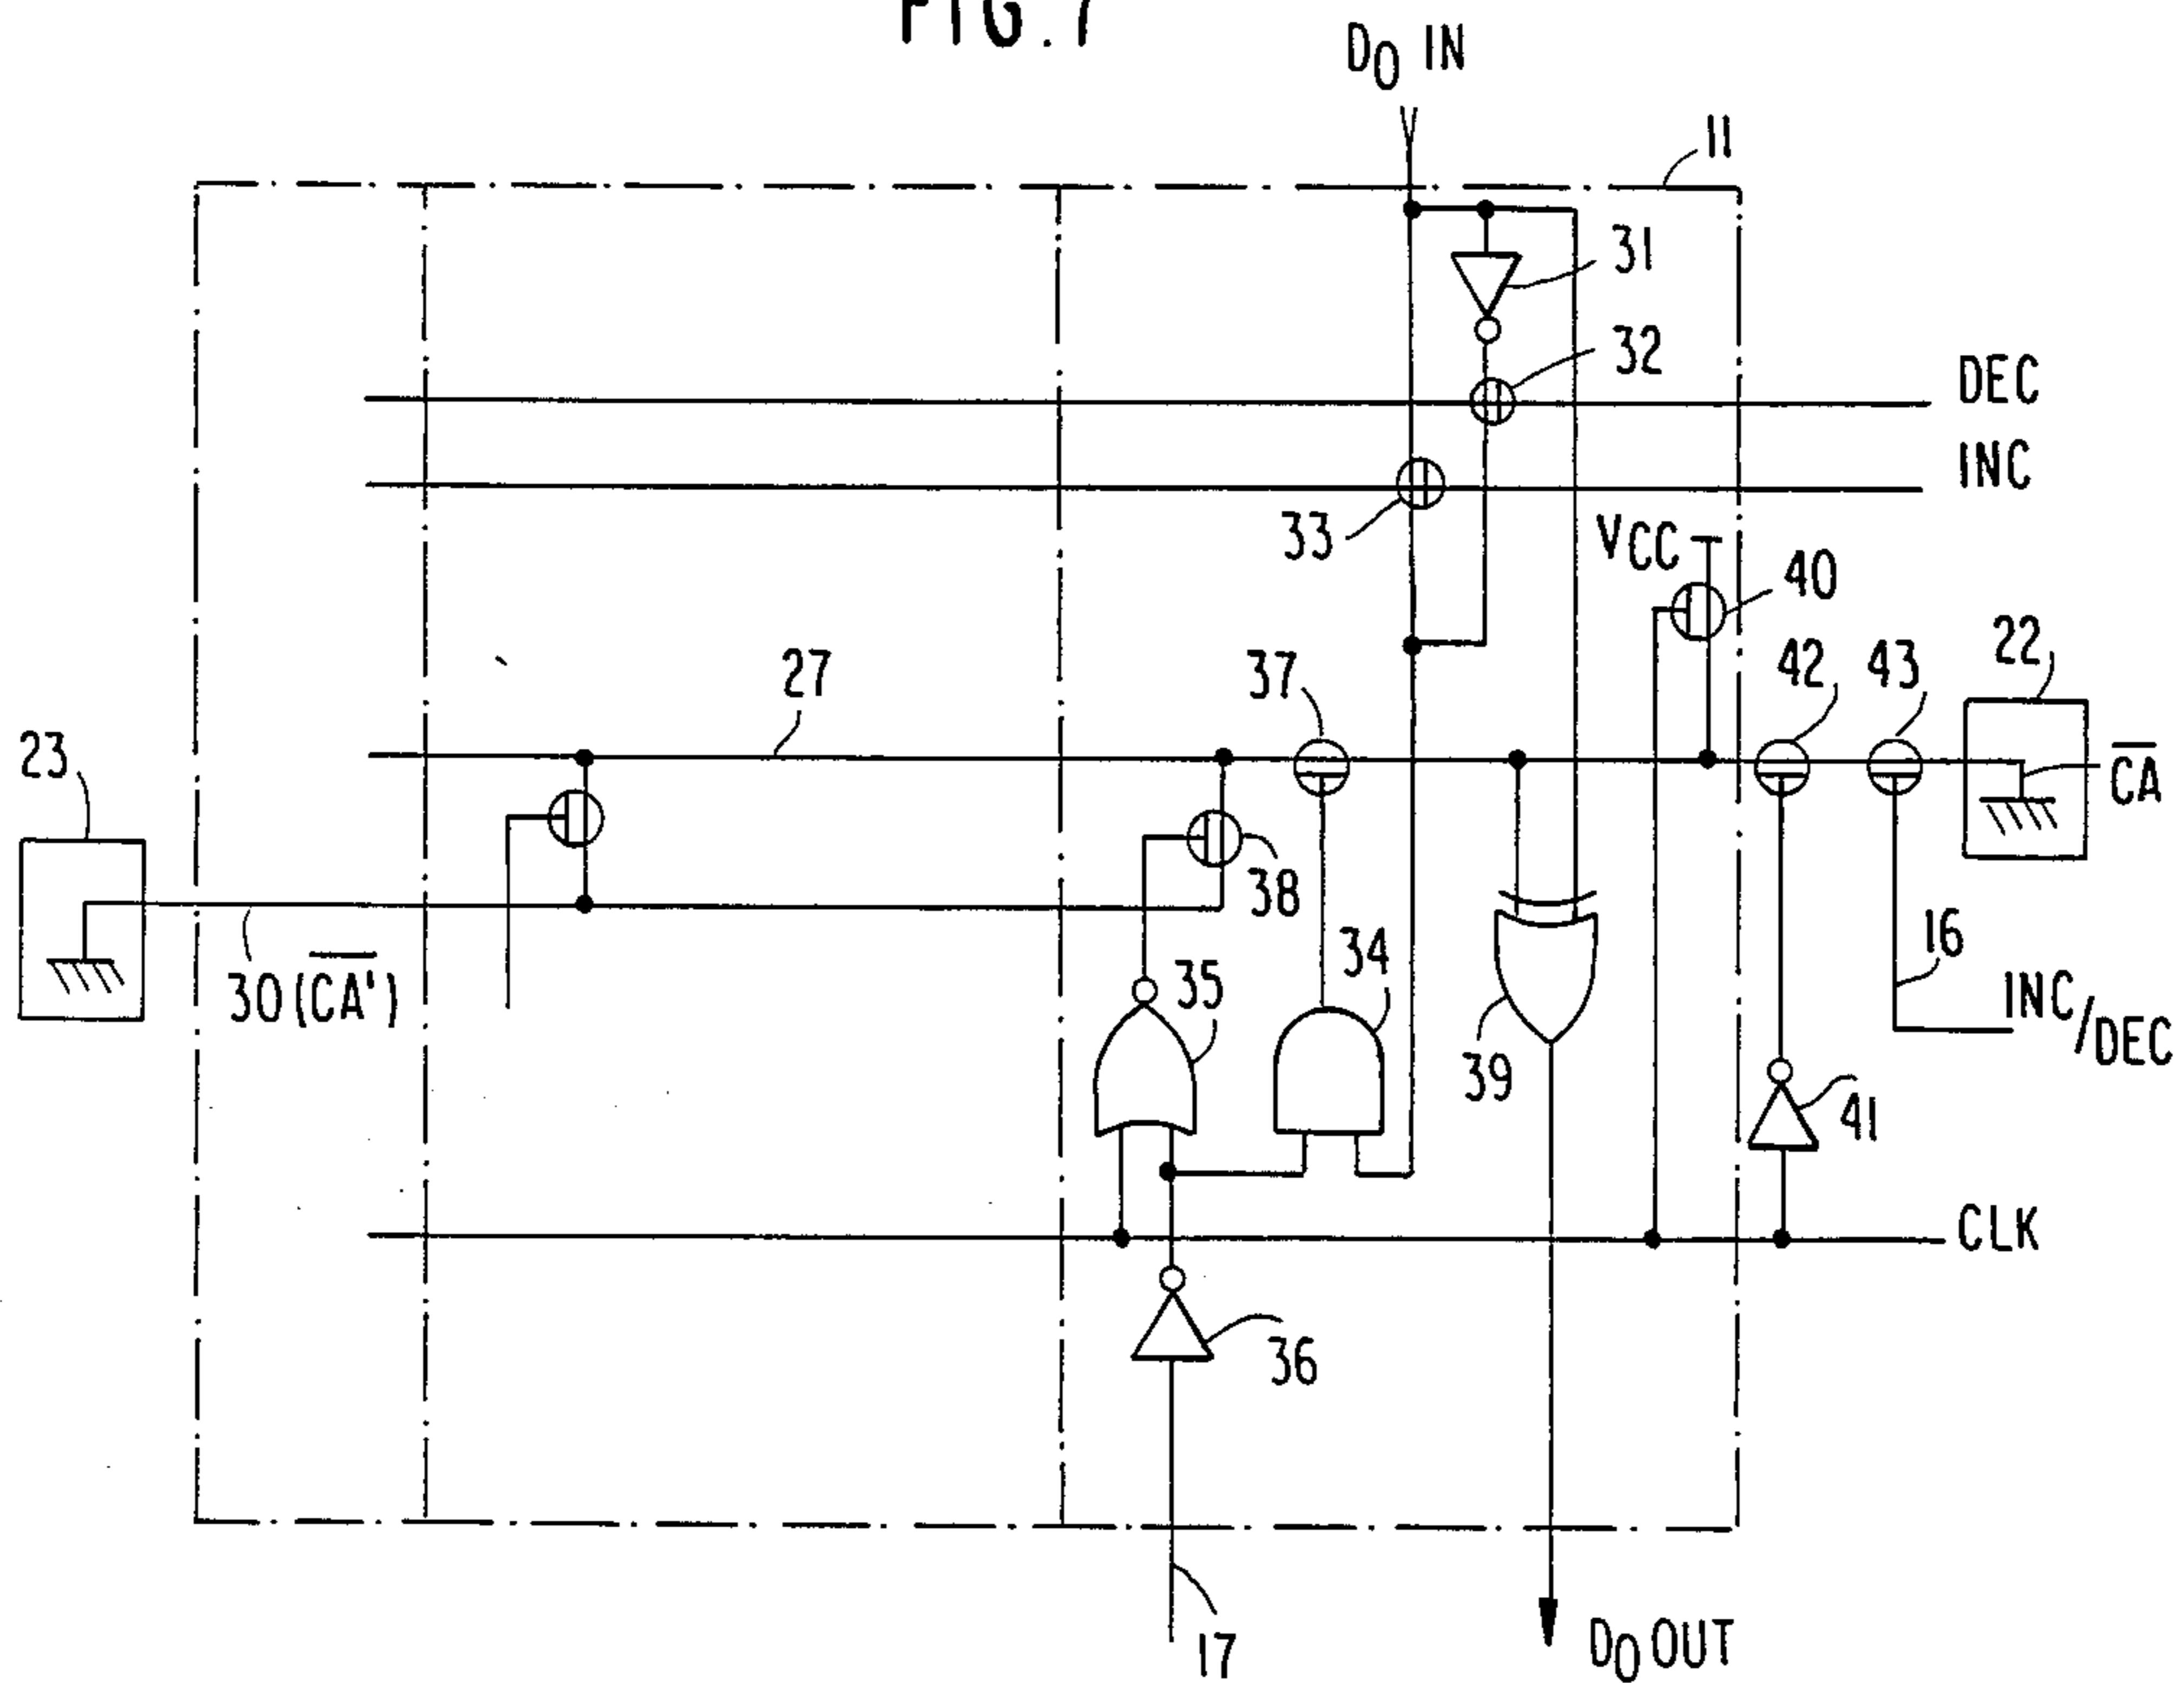 FIG. 7
D0 IN
11
31
32
DEC
INC
33
VCC
40
22
42
43
37
27
23
CA
38
16
34
35
30 (CA')
INC/DEC
39
41
CLK
36
17
D0 OUT